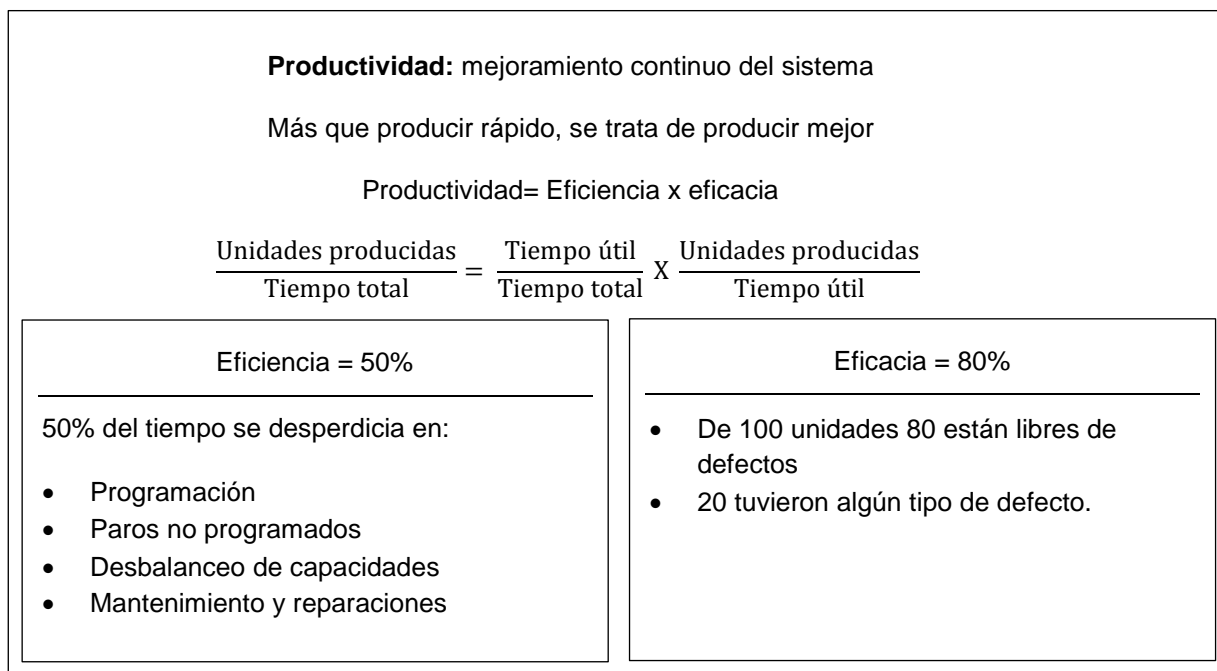 Productividad: mejoramiento continuo del sistema
Más que producir rápido, se trata de producir mejor
Productividad= Eficiencia x eficacia
Unidades producidas / Tiempo total = Tiempo útil / Tiempo total X Unidades producidas / Tiempo útil
Eficiencia = 50%
50% del tiempo se desperdicia en:
• Programación
• Paros no programados
• Desbalanceo de capacidades
• Mantenimiento y reparaciones
Eficacia = 80%
• De 100 unidades 80 están libres de
defectos
• 20 tuvieron algún tipo de defecto.